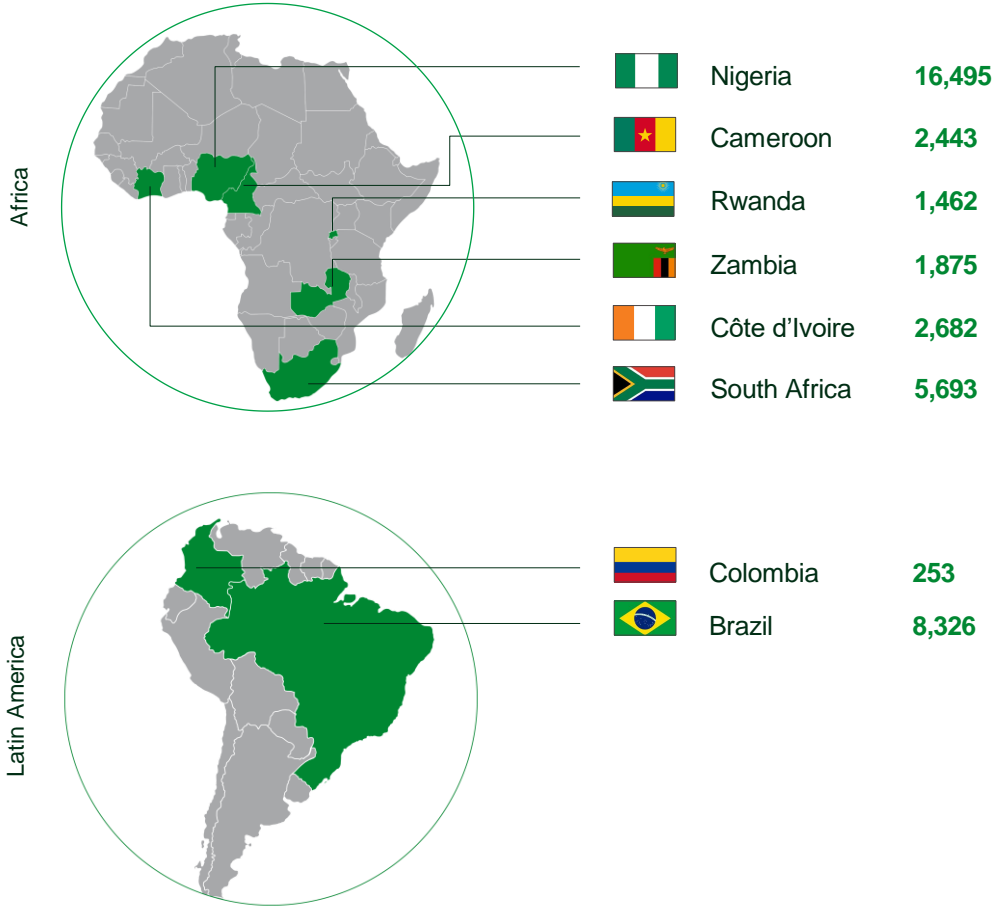 Africa
Nigeria 16,495
Cameroon 2,443
Rwanda 1,462
Zambia 1,875
Côte d’Ivoire 2,682
South Africa 5,693
Latin America
Colombia 253
Brazil 8,326